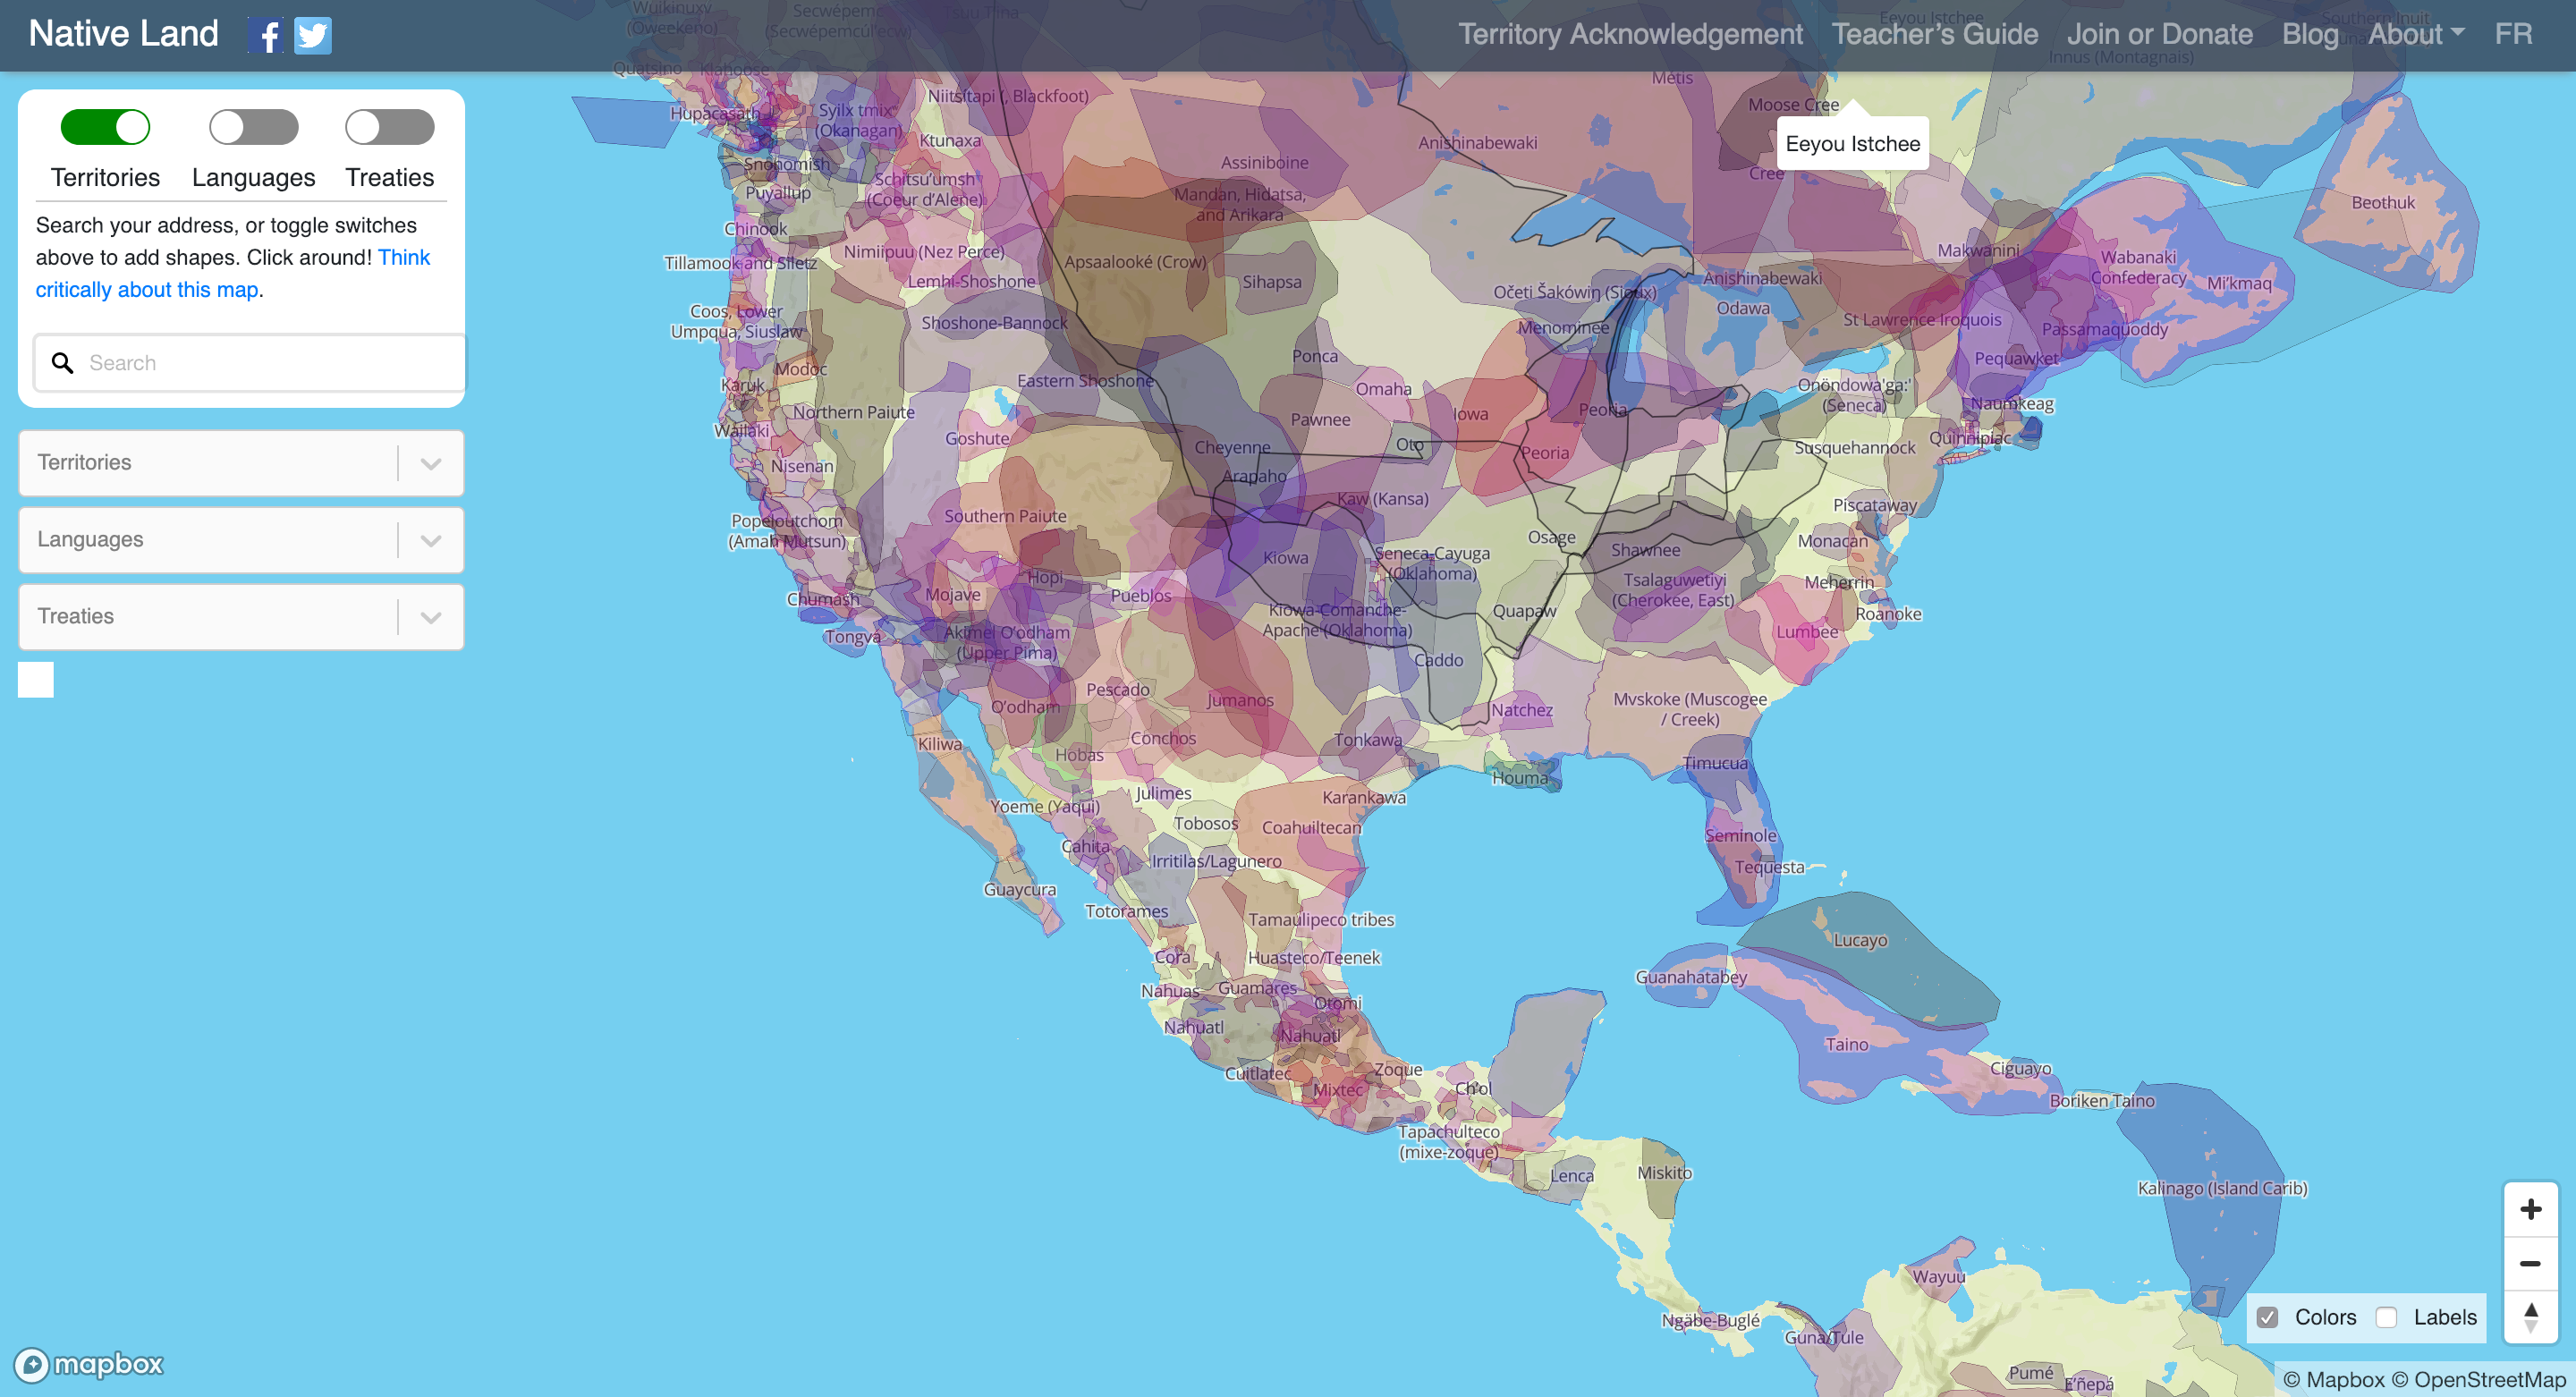 Native Land
Territory Acknowledgement
Teacher's Guide
Join or Donate
Blog
About
FR
Territories
Languages
Treaties
Search your address, or toggle switches
above to add shapes. Click around! Think
critically about this map.
Search
Territories
Languages
Treaties
Wuikinuxv
(Oweekeno)
Secwépemc
(Secwépemcúl'ecw)
Tsuu T'ina
Eeyou Istchee
Innus (Montagnais)
Quatsino
Klahoose
Hupacasath
Syilx tmixʷ
(Okanagan)
Niitsítapi (, Blackfoot)
Ktunaxa
Métis
Moose Cree
Eeyou Istchee
Cree
Anishinabewaki
Assiniboine
Snohomish
Puyallup
Schitsu'umsh
(Coeur d'Alene)
Mandan, Hidatsa,
and Arikara
Beothuk
Chinook
Nimiipuu (Nez Perce)
Apsaalooké (Crow)
Makwanini
Wabanaki
Confederacy
Mi'kmaq
Tillamook and Siletz
Lemhi-Shoshone
Sihapsa
Očeti Šakówiŋ (Sioux)
Anishinabewaki
Odawa
Coos, Lower
Umpqua, Siuslaw
Shoshone-Bannock
Menominee
St Lawrence Iroquois
Passamaquoddy
Ponca
Pequawket
Modoc
Karuk
Eastern Shoshone
Omaha
Onöndowa'ga:'
(Seneca)
Northern Paiute
Pawnee
Iowa
Peoria
Naumkeag
Wailaki
Goshute
Cheyenne
Oto
Peoria
Susquehannock
Quinnipiac
Nisenan
Arapaho
Kaw (Kansa)
Piscataway
Popeloutchom
(Amah Mutsun)
Southern Paiute
Osage
Monacan
Kiowa
Seneca-Cayuga
(Oklahoma)
Shawnee
Hopi
Tsalaguwetiyi
(Cherokee, East)
Meherrin
Chumash
Mojave
Pueblos
Kiowa-Comanche-
Apache (Oklahoma)
Quapaw
Roanoke
Tongva
Akimel O'odham
(Upper Pima)
Lumbee
Caddo
Pescado
Jumanos
Mvskoke (Muscogee
/ Creek)
O'odham
Natchez
Kiliwa
Conchos
Tonkawa
Hobas
Timucua
Houma
Julimes
Karankawa
Yoeme (Yaqui)
Tobosos
Coahuiltecan
Seminole
Cahita
Irritilas/Lagunero
Tequesta
Guaycura
Totorames
Tamaulipeco tribes
Lucayo
Cora
Huasteco/Teenek
Guanahatabey
Nahuas
Guamares
Otomi
Nahuatl
Nahuatl
Taino
Cuitlatec
Zoque
Mixtec
Ch'ol
Ciguayo
Boriken Taino
Tapachulteco
(mixe-zoque)
Lenca
Miskito
Kalinago (Island Carib)
Wayuu
Ngäbe-Buglé
Guna/Tule
Pumé
E'ñepá
Colors
Labels
mapbox
© Mapbox © OpenStreetMap